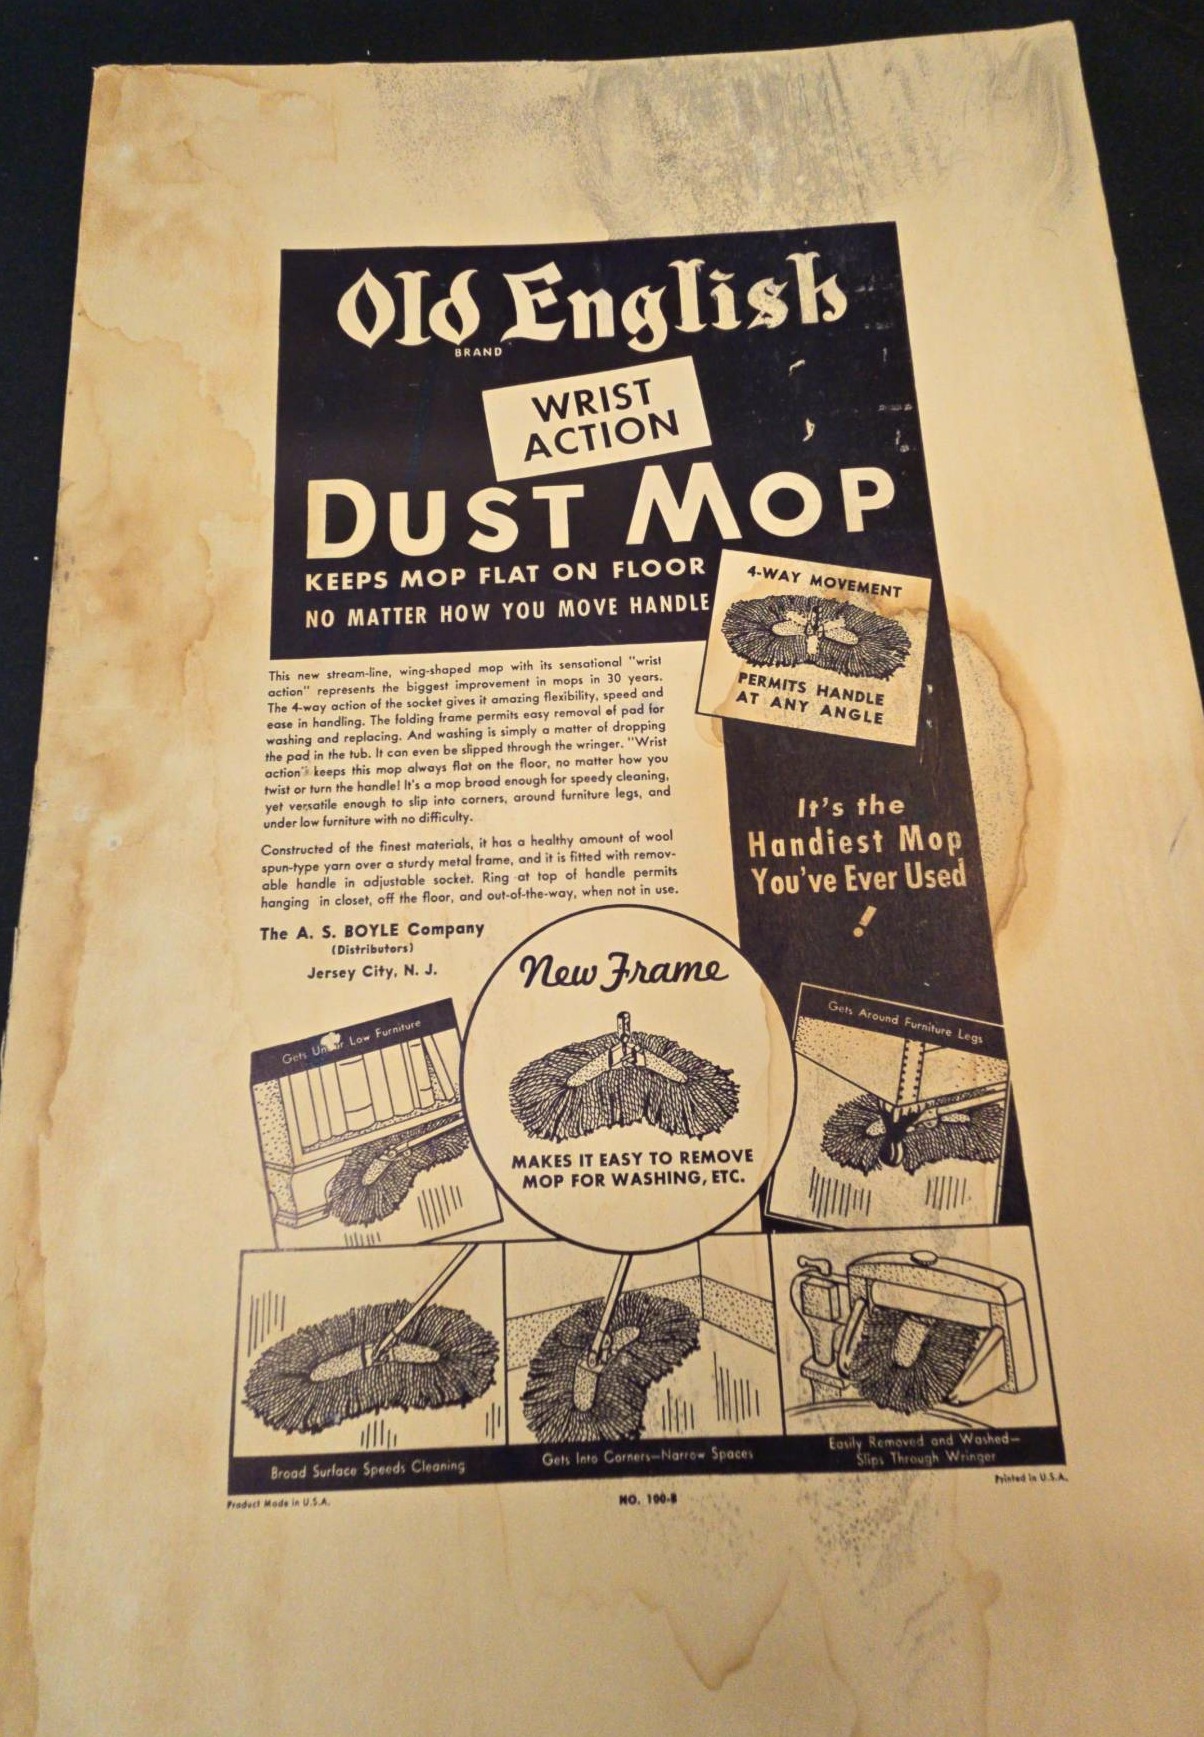 Old English
BRAND
WRIST
ACTION
DUST MOP
KEEPS MOP FLAT ON FLOOR
NO MATTER HOW YOU MOVE HANDLE
4-WAY MOVEMENT
PERMITS HANDLE
AT ANY ANGLE
This new stream-line, wing-shaped mop with its sensational "wrist
action" represents the biggest improvement in mops in 30 years.
The 4-way action of the socket gives it amazing flexibility, speed and
ease in handling. The folding frame permits easy removal of pad for
washing and replacing. And washing is simply a matter of dropping
the pad in the tub. It can even be slipped through the wringer. "Wrist
action" keeps this mop always flat on the floor, no matter how you
twist or turn the handle! It's a mop broad enough for speedy cleaning,
yet versatile enough to slip into corners, around furniture legs, and
under low furniture with no difficulty.
Constructed of the finest materials, it has a healthy amount of wool
spun-type yarn over a sturdy metal frame, and it is fitted with remov-
able handle in adjustable socket. Ring at top of handle permits
hanging in closet, off the floor, and out-of-the-way, when not in use.
The A. S. BOYLE Company
(Distributors)
Jersey City, N. J.
It's the
Handiest Mop
You've Ever Used
!
New Frame
MAKES IT EASY TO REMOVE
MOP FOR WASHING, ETC.
Gets Under Low Furniture
Gets Around Furniture Legs
Broad Surface Speeds Cleaning
Gets Into Corners—Narrow Spaces
Easily Removed and Washed—
Slips Through Wringer
Product Made in U.S.A.
NO. 100-B
Printed in U.S.A.